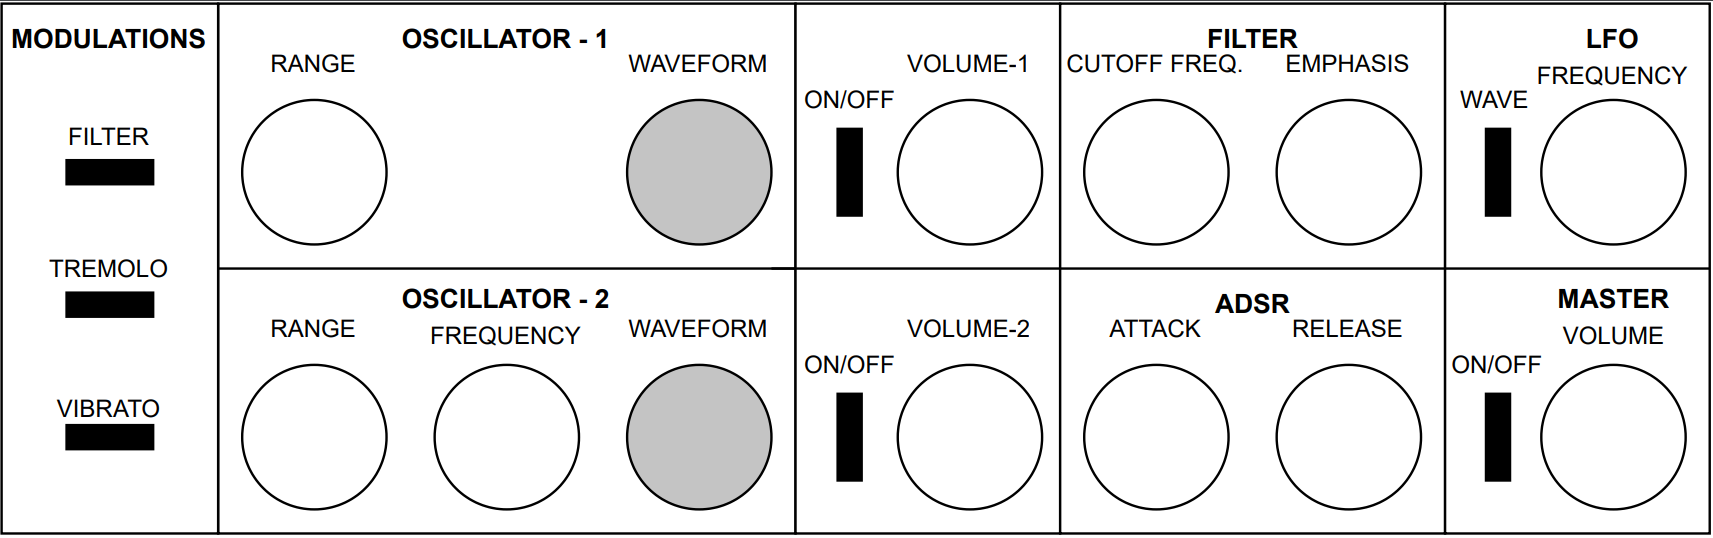 MODULATIONS
FILTER
TREMOLO
VIBRATO
OSCILLATOR - 1
RANGE
WAVEFORM
ON/OFF
VOLUME-1
FILTER
CUTOFF FREQ.
EMPHASIS
LFO
FREQUENCY
WAVE
OSCILLATOR - 2
RANGE
FREQUENCY
WAVEFORM
ON/OFF
VOLUME-2
ADSR
ATTACK
RELEASE
MASTER
VOLUME
ON/OFF